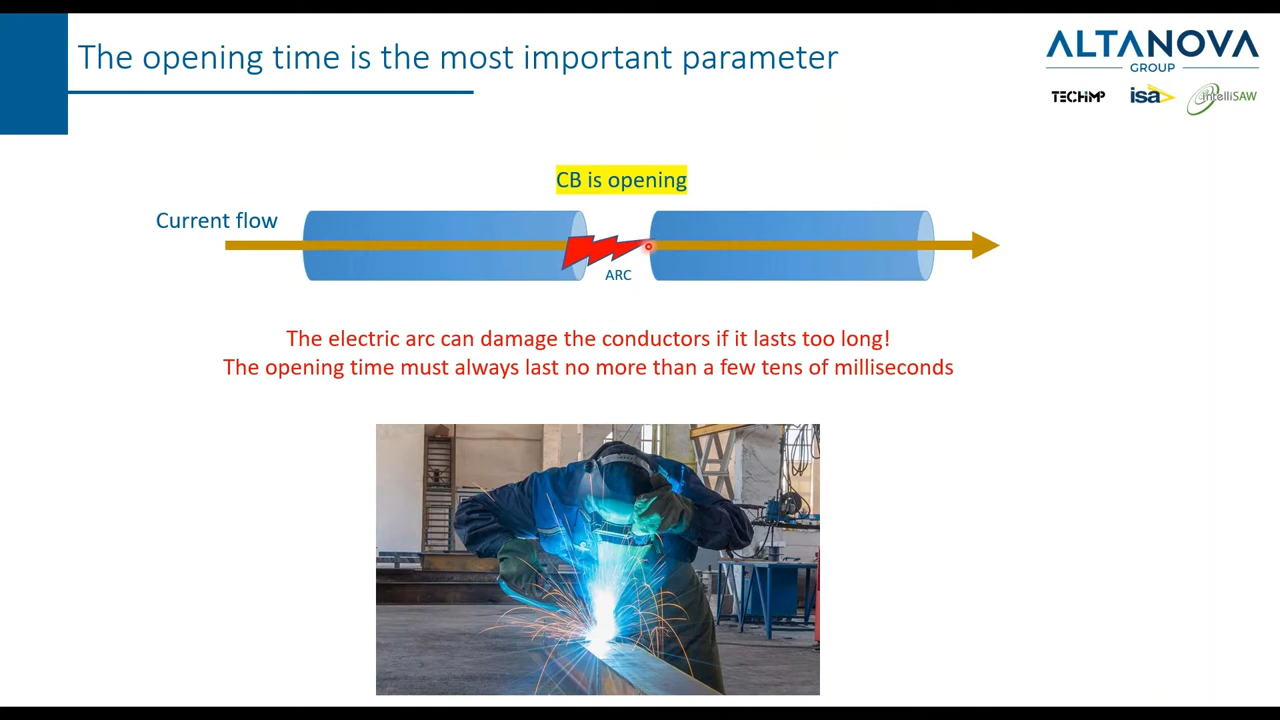 The opening time is the most important parameter
ALTANOVA
GROUP
TECHIMP
isa
intelliSAW
CB is opening
Current flow
ARC
The electric arc can damage the conductors if it lasts too long!
The opening time must always last no more than a few tens of milliseconds